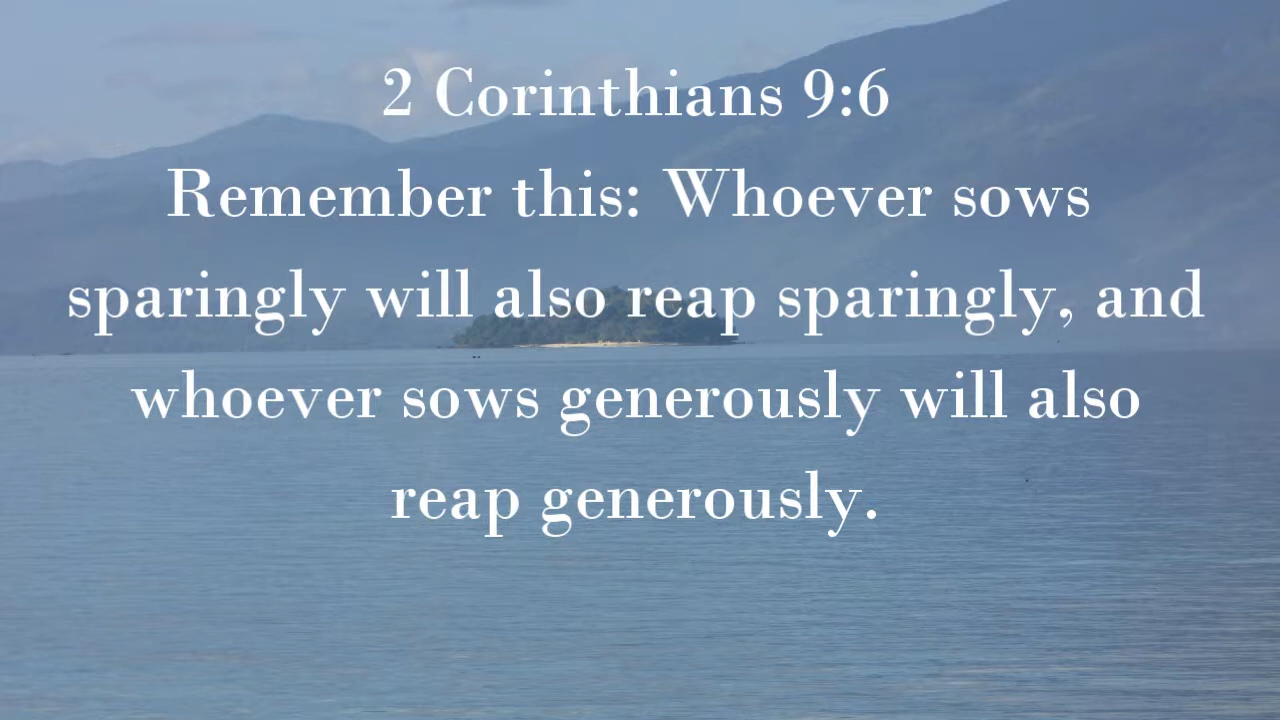 2 Corinthians 9:6
Remember this: Whoever sows
sparingly will also reap sparingly, and
whoever sows generously will also
reap generously.